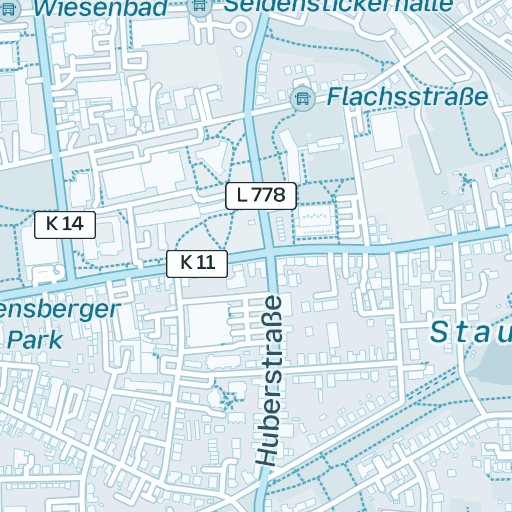 Wiesenbad
Seidenstickerhalle
Flachsstraße
L 778
K 14
K 11
ensberger
Park
Huberstraße
Stau